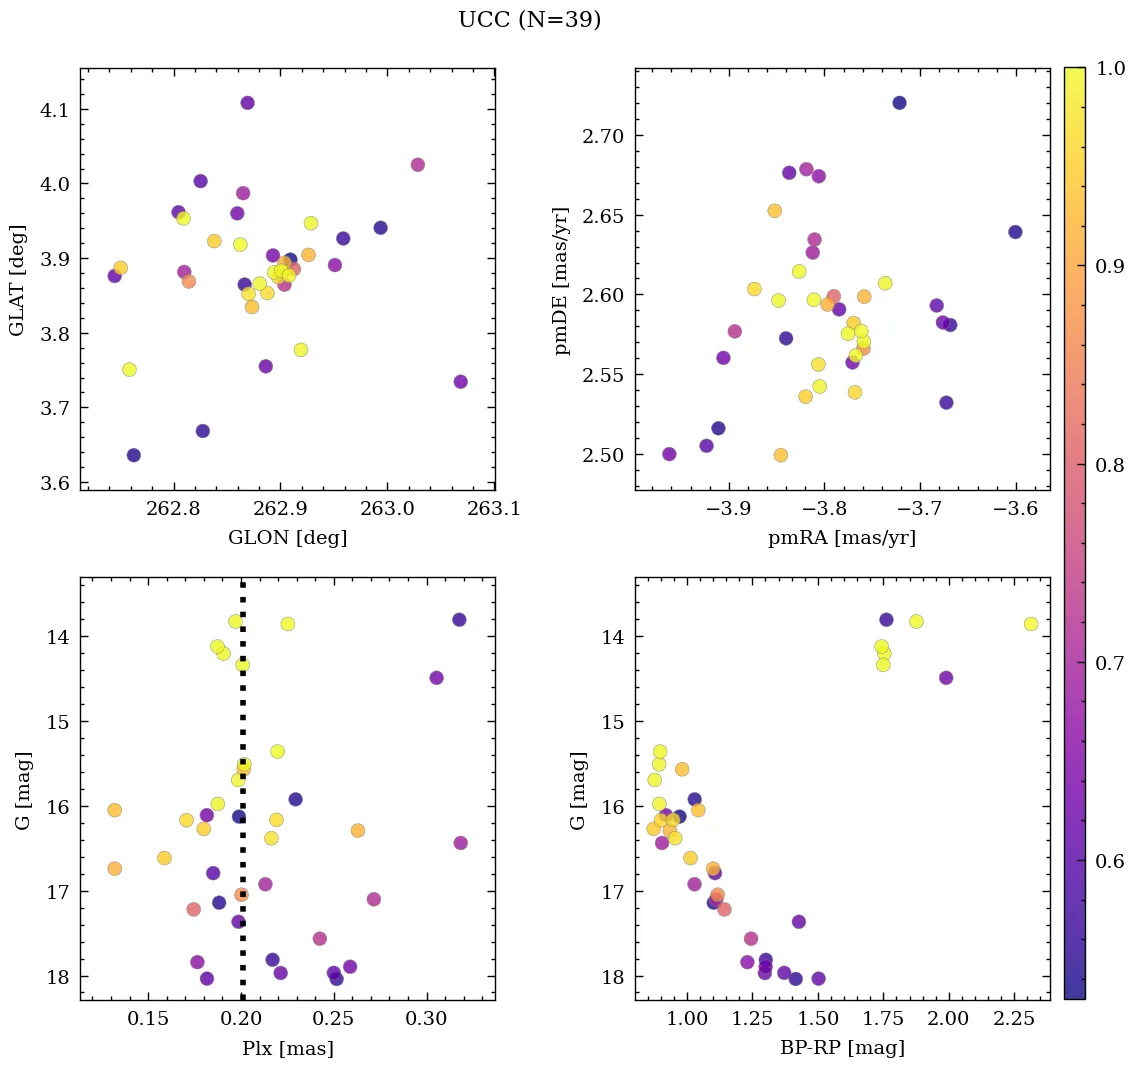 UCC (N=39)
4.1
4.0
3.9
3.8
3.7
3.6
GLAT [deg]
262.8 262.9 263.0 263.1
GLON [deg]
2.70
2.65
2.60
2.55
2.50
pmDE [mas/yr]
−3.9 −3.8 −3.7 −3.6
pmRA [mas/yr]
14
15
16
17
18
G [mag]
0.15 0.20 0.25 0.30
Plx [mas]
14
15
16
17
18
G [mag]
1.00 1.25 1.50 1.75 2.00 2.25
BP-RP [mag]
1.0
0.9
0.8
0.7
0.6